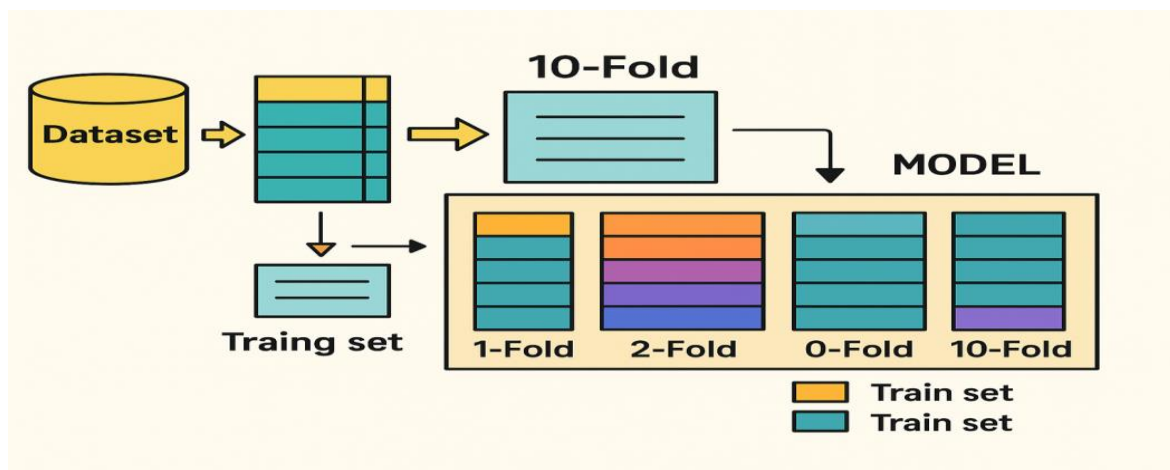 10-Fold
Dataset
MODEL
Traing set
1-Fold
2-Fold
0-Fold
10-Fold
Train set
Train set